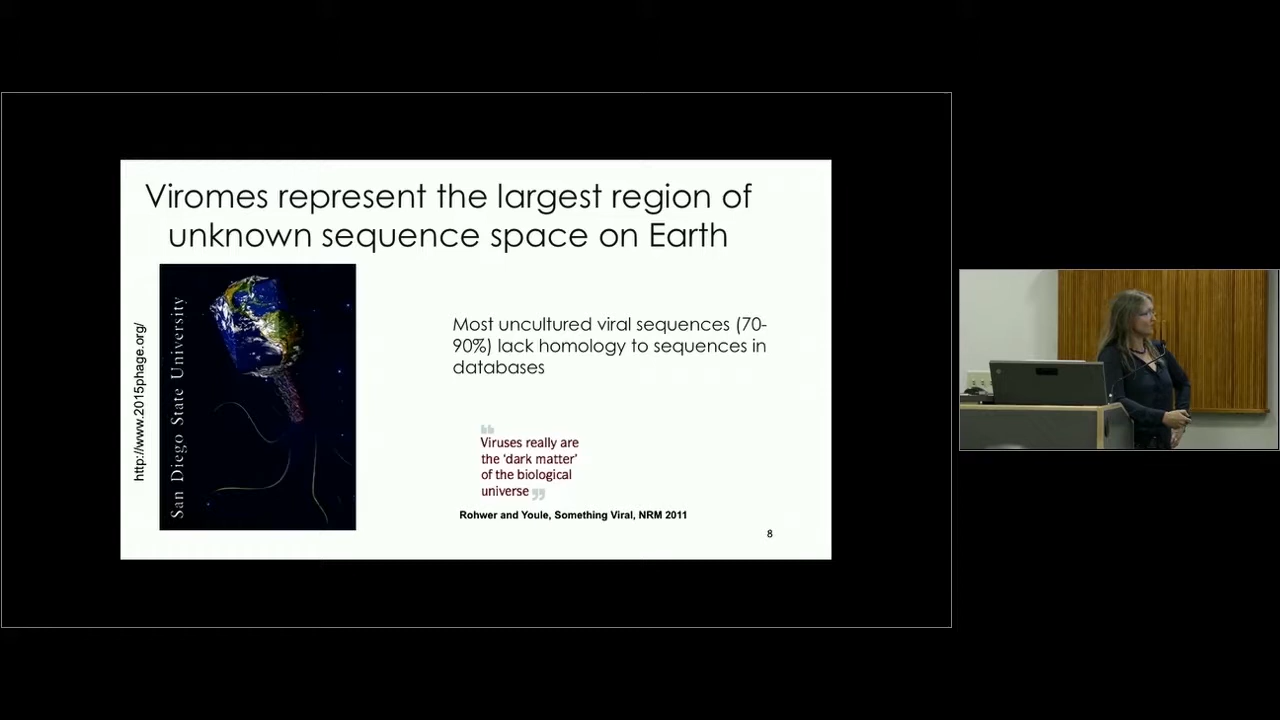 Viromes represent the largest region of
unknown sequence space on Earth
http://www.2015phage.org/
San Diego State University
Most uncultured viral sequences (70-
90%) lack homology to sequences in
databases
“
Viruses really are
the ‘dark matter’
of the biological
universe ”
Rohwer and Youle, Something Viral, NRM 2011
8